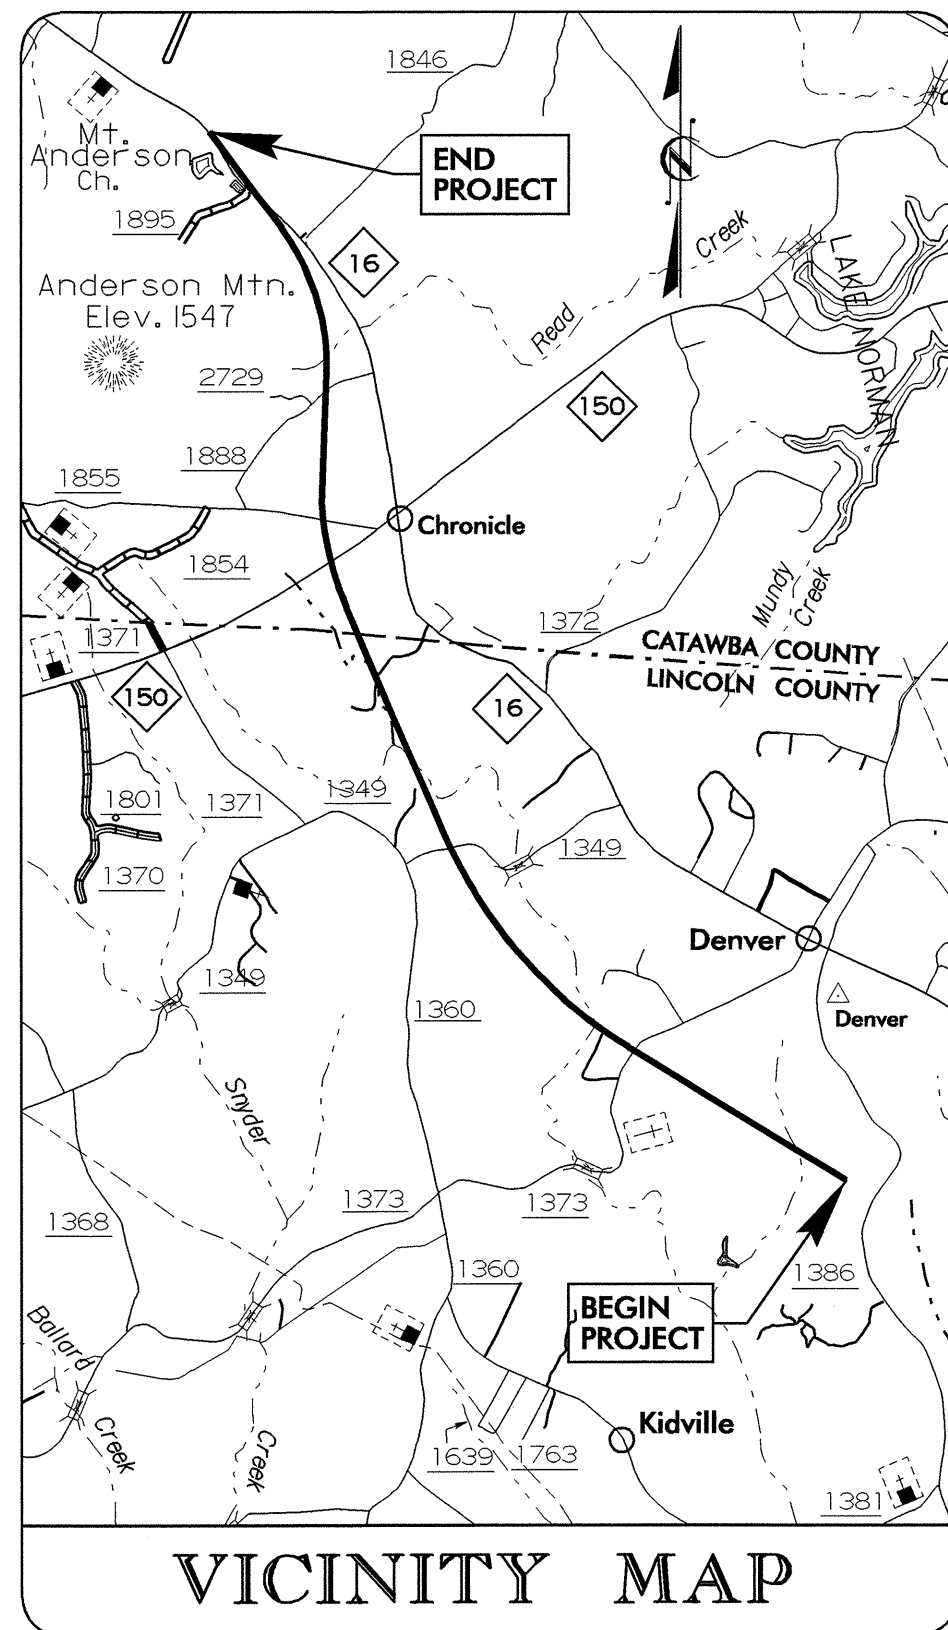 1846
Mt.
Anderson
Ch.
END
PROJECT
N
1895
16
Creek
LAKE NORMAN
Anderson Mtn.
Elev. 1547
Read
2729
150
1888
1855
Chronicle
1854
Mundy
Creek
1372
1371
CATAWBA COUNTY
LINCOLN COUNTY
150
16
1349
1801
1371
1349
1370
Denver
1349
1360
Denver
Snyder
1373
1373
1368
1360
1386
BEGIN
PROJECT
Ballard
Creek
Creek
Kidville
1639
1763
1381
VICINITY MAP